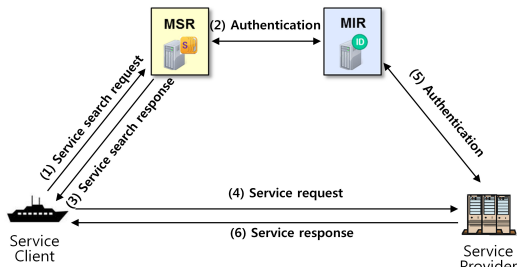 MSR
MIR
S
ID
(2) Authentication
(1) Service search request
(3) Service search response
(5) Authentication
(4) Service request
(6) Service response
Service
Client
Service
Provider